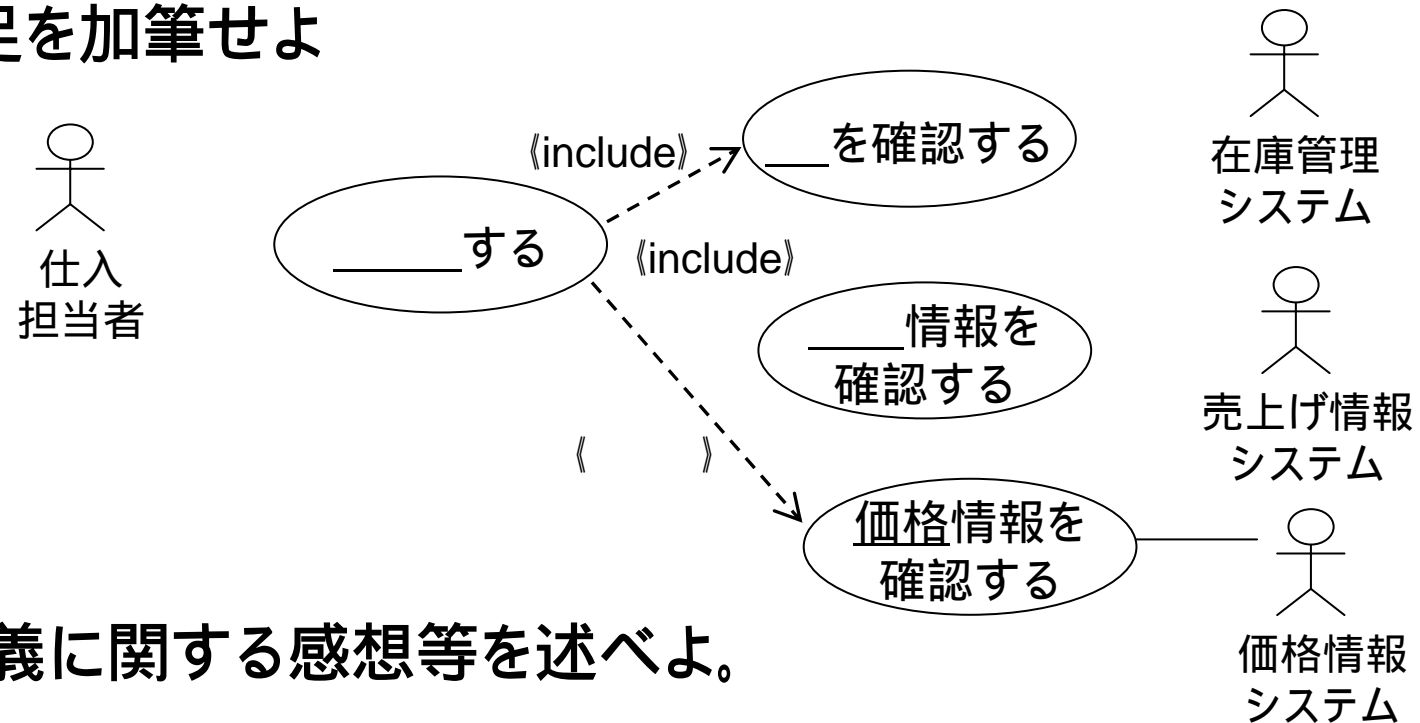 足を加筆せよ
仕入
担当者
______する
《include》
___を確認する
在庫管理
システム
《include》
____情報を
確認する
売上げ情報
システム
《 》
価格情報を
確認する
価格情報
システム
義に関する感想等を述べよ。